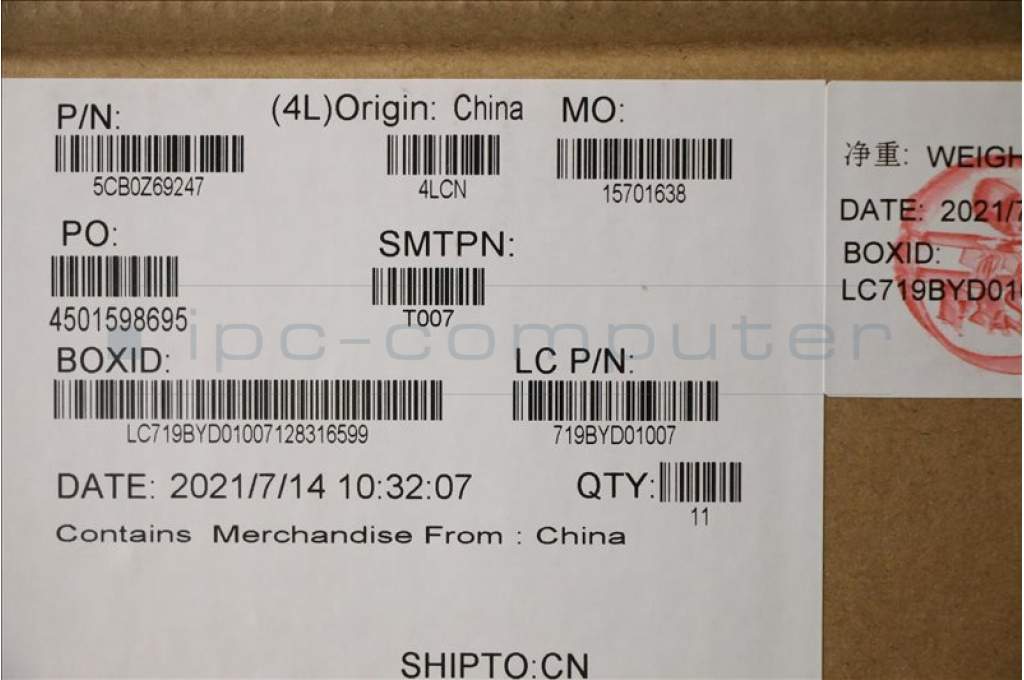 P/N:
(4L)Origin: China
MO:
5CB0Z69247
4LCN
15701638
PO:
SMTPN:
4501598695
T007
ipc-computer
BOXID:
LC P/N:
LC719BYD01007128316599
719BYD01007
DATE: 2021/7/14 10:32:07
QTY:
11
Contains Merchandise From : China
SHIPTO:CN
净重: WEIGH
DATE: 2021/7
BOXID:
LC719BYD010